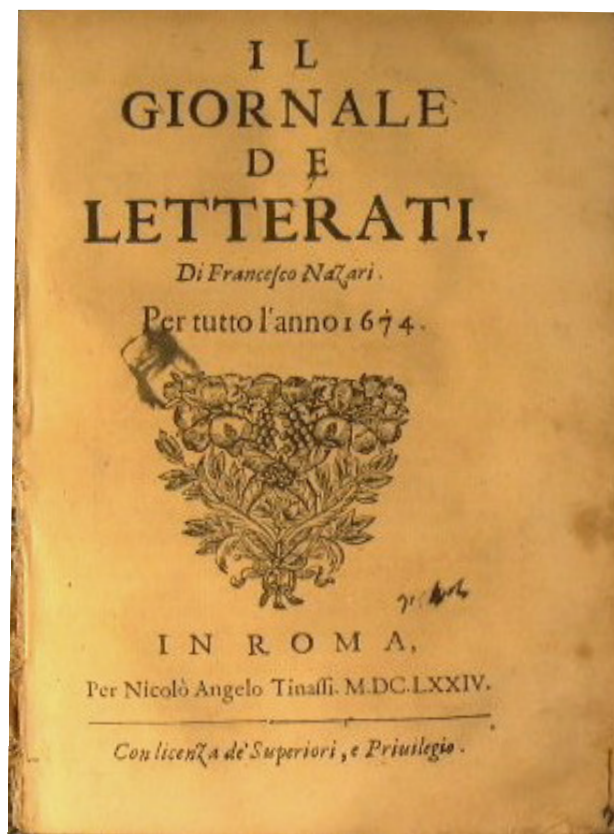 IL
GIORNALE
DE
LETTERATI.
Di Franceſco Nazari.
Per tutto l'anno 1674.
IN ROMA,
Per Nicolò Angelo Tinaſſi. M.DC.LXXIV.
Con licenza de' Superiori, e Priuilegio.